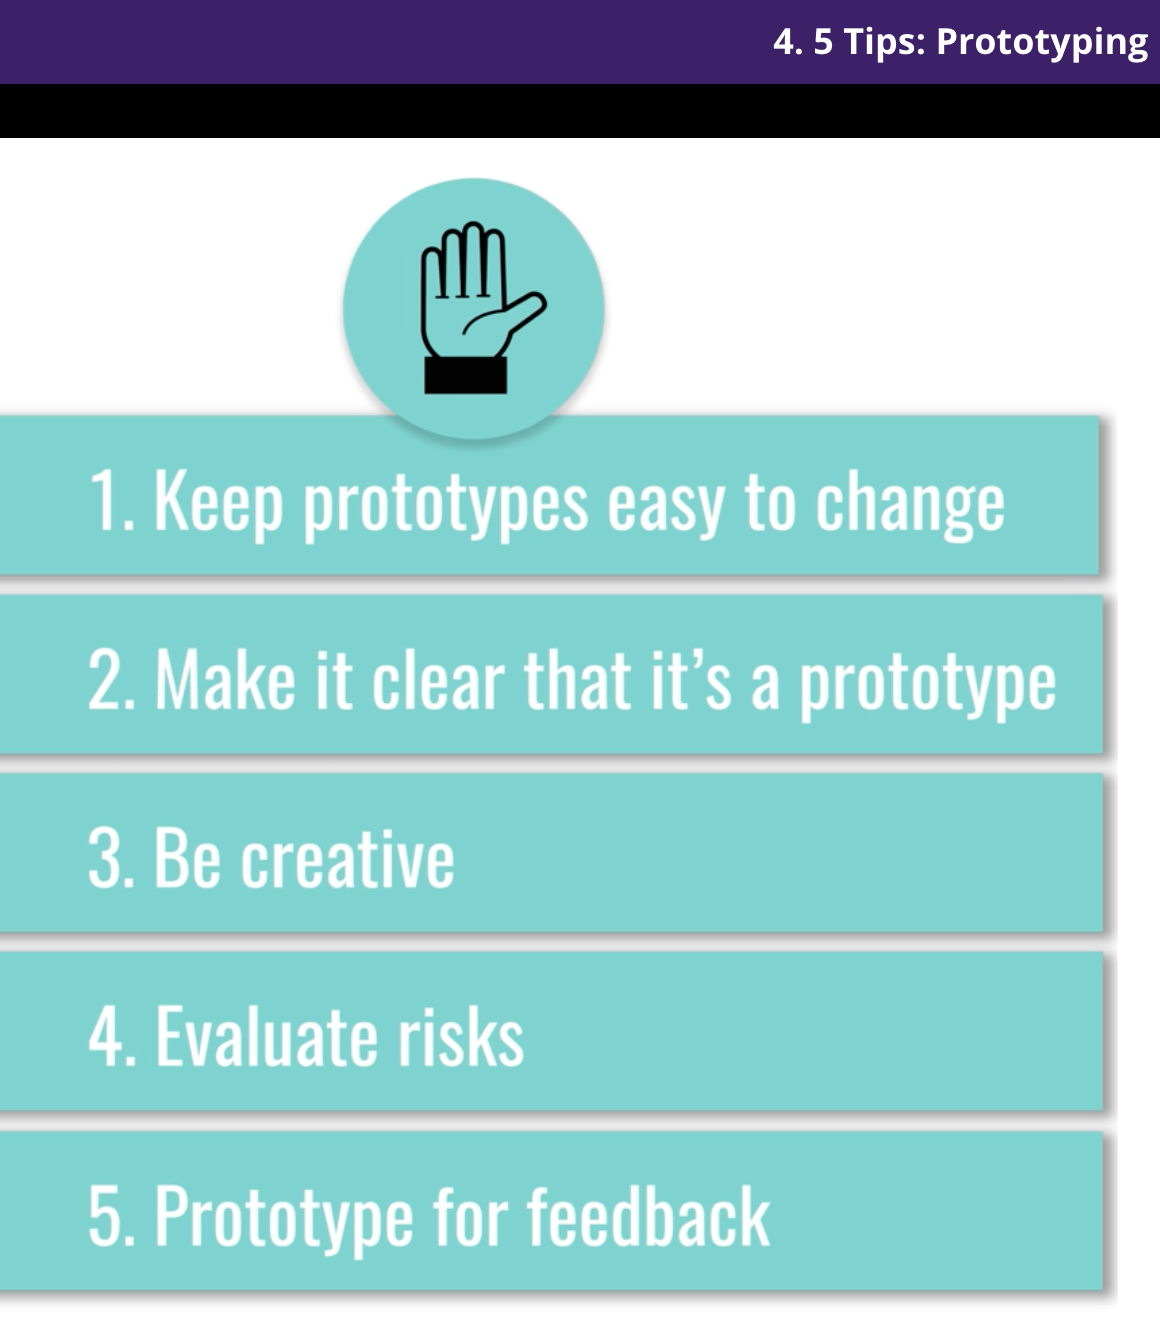 4. 5 Tips: Prototyping
1. Keep prototypes easy to change
2. Make it clear that it’s a prototype
3. Be creative
4. Evaluate risks
5. Prototype for feedback